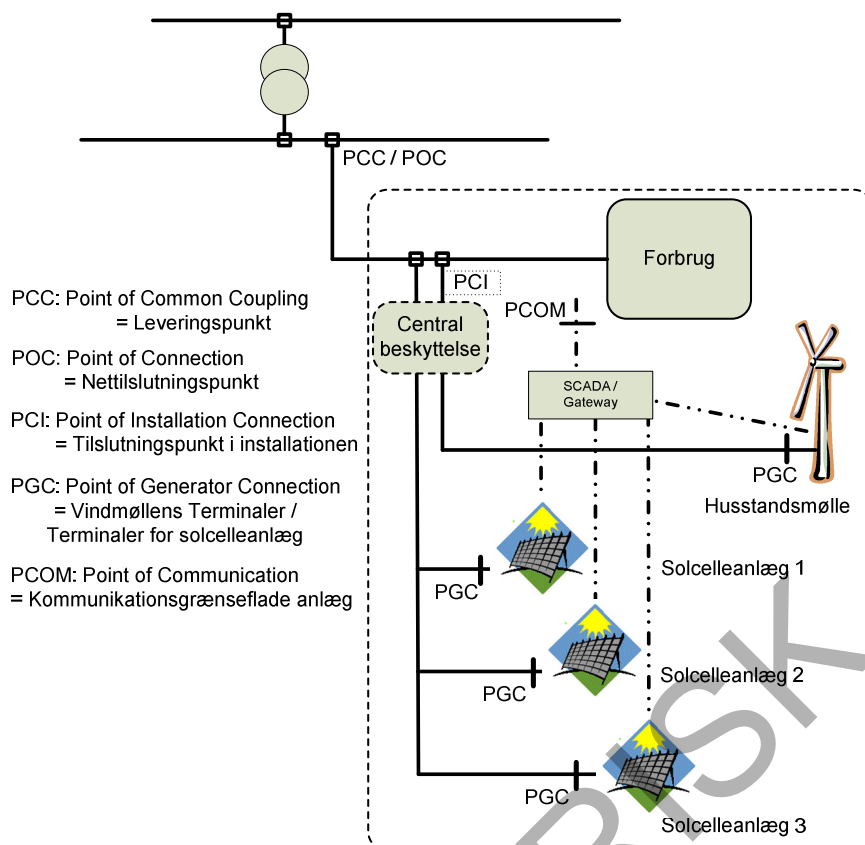 PCC / POC
Forbrug
PCI
PCOM
Central
beskyttelse
SCADA /
Gateway
PCC: Point of Common Coupling
= Leveringspunkt
POC: Point of Connection
= Nettilslutningspunkt
PCI: Point of Installation Connection
= Tilslutningspunkt i installationen
PGC: Point of Generator Connection
= Vindmøllens Terminaler /
Terminaler for solcelleanlæg
PCOM: Point of Communication
= Kommunikationsgrænseflade anlæg
PGC
Husstandsmølle
PGC
Solcelleanlæg 1
PGC
Solcelleanlæg 2
PGC
Solcelleanlæg 3
RISK